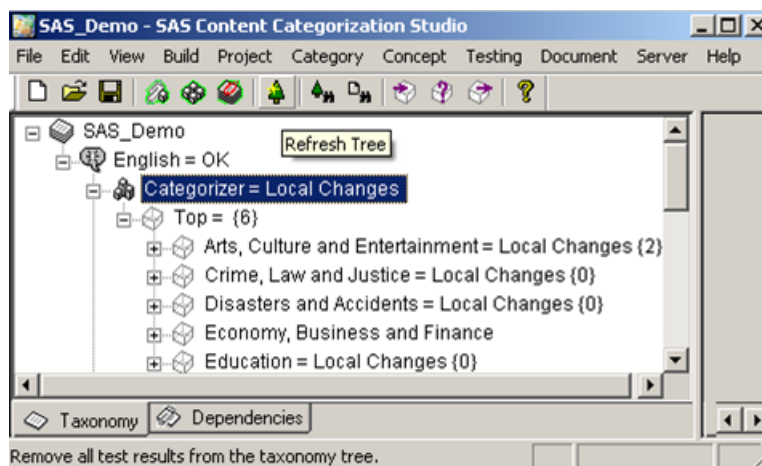 SAS_Demo - SAS Content Categorization Studio
File Edit View Build Project Category Concept Testing Document Server Help
SAS_Demo
Refresh Tree
English = OK
Categorizer = Local Changes
Top = {6}
Arts, Culture and Entertainment = Local Changes {2}
Crime, Law and Justice = Local Changes {0}
Disasters and Accidents = Local Changes {0}
Economy, Business and Finance
Education = Local Changes {0}
Taxonomy Dependencies
Remove all test results from the taxonomy tree.